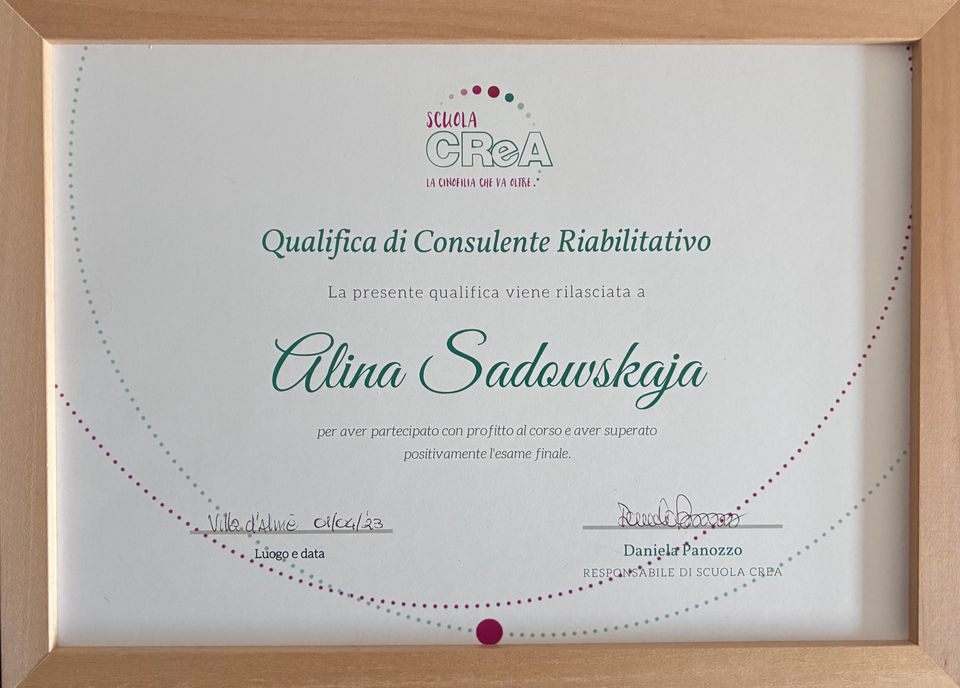 SCUOLA
CReA
LA CINOFILIA CHE VA OLTRE.
Qualifica di Consulente Riabilitativo
La presente qualifica viene rilasciata a
Alina Sadowskaja
per aver partecipato con profitto al corso e aver superato
positivamente l'esame finale.
Villa d'Almè 01/04/23
Luogo e data
Daniela Panozzo
RESPONSABILE DI SCUOLA CREA